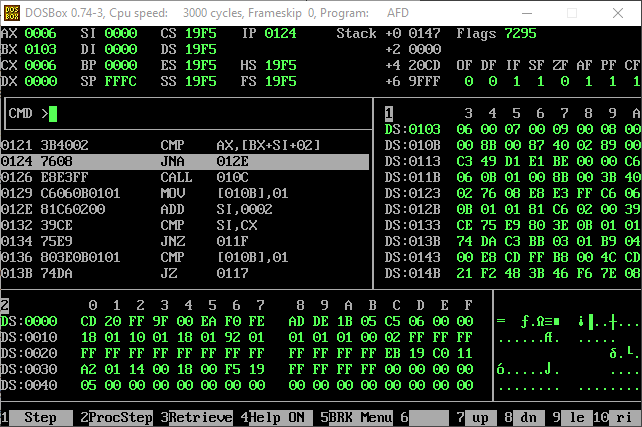 DOSBox 0.74-3, Cpu speed:    3000 cycles, Frameskip  0, Program:     AFD
AX 0006   SI 0000   CS 19F5   IP 0124   Stack +0 0147  Flags 7295
BX 0103   DI 0000   DS 19F5                   +2 0000
CX 0006   BP 0000   ES 19F5   HS 19F5         +4 20CD  OF DF IF SF ZF AF PF CF
DX 0000   SP FFFC   SS 19F5   FS 19F5         +6 9FFF   0  0  1  0  1  1  1  1
CMD >
1        3  4  5  6  7  8  9  A
DS:0103 06 00 07 00 09 00 08 00
0121 3B4002        CMP     AX,[BX+SI+02]   DS:010B 00 8B 00 87 40 02 89 00
0124 7608          JNA     012E            DS:0113 C3 49 D1 E1 BE 00 00 C6
0126 E8E3FF        CALL    010C            DS:011B 06 0B 01 00 8B 00 3B 40
0129 C6060B0101    MOV     [010B],01       DS:0123 02 76 08 E8 E3 FF C6 06
012E 81C60200      ADD     SI,0002         DS:012B 0B 01 01 81 C6 02 00 39
0132 39CE          CMP     SI,CX           DS:0133 CE 75 E9 80 3E 0B 01 01
0134 75E9          JNZ     011F            DS:013B 74 DA C3 BB 03 01 B9 04
0136 803E0B0101    CMP     [010B],01       DS:0143 00 E8 CD FF B8 00 4C CD
013B 74DA          JZ      0117            DS:014B 21 F2 48 3B 46 F6 7E 08
2        0  1  2  3  4  5  6  7   8  9  A  B  C  D  E  F
DS:0000 CD 20 FF 9F 00 EA F0 FE  AD DE 1B 05 C5 06 00 00
DS:0010 18 01 10 01 18 01 92 01  01 01 01 00 02 FF FF FF
DS:0020 FF FF FF FF FF FF FF FF  FF FF FF FF EB 19 C0 11
DS:0030 A2 01 14 00 18 00 F5 19  FF FF FF FF 00 00 00 00
DS:0040 05 00 00 00 00 00 00 00  00 00 00 00 00 00 00 00
1 Step  2ProcStep  3Retrieve  4Help ON  5BRK Menu  6  7 up  8 dn  9 le  10 ri